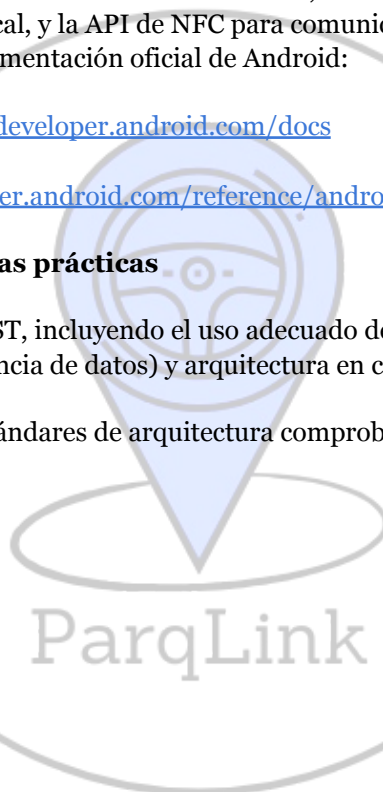 cal, y la API de NFC para comunic
mentación oficial de Android:
developer.android.com/docs
er.android.com/reference/andro
as prácticas
ST, incluyendo el uso adecuado de
ncia de datos) y arquitectura en c
ándares de arquitectura comprob
ParqLink